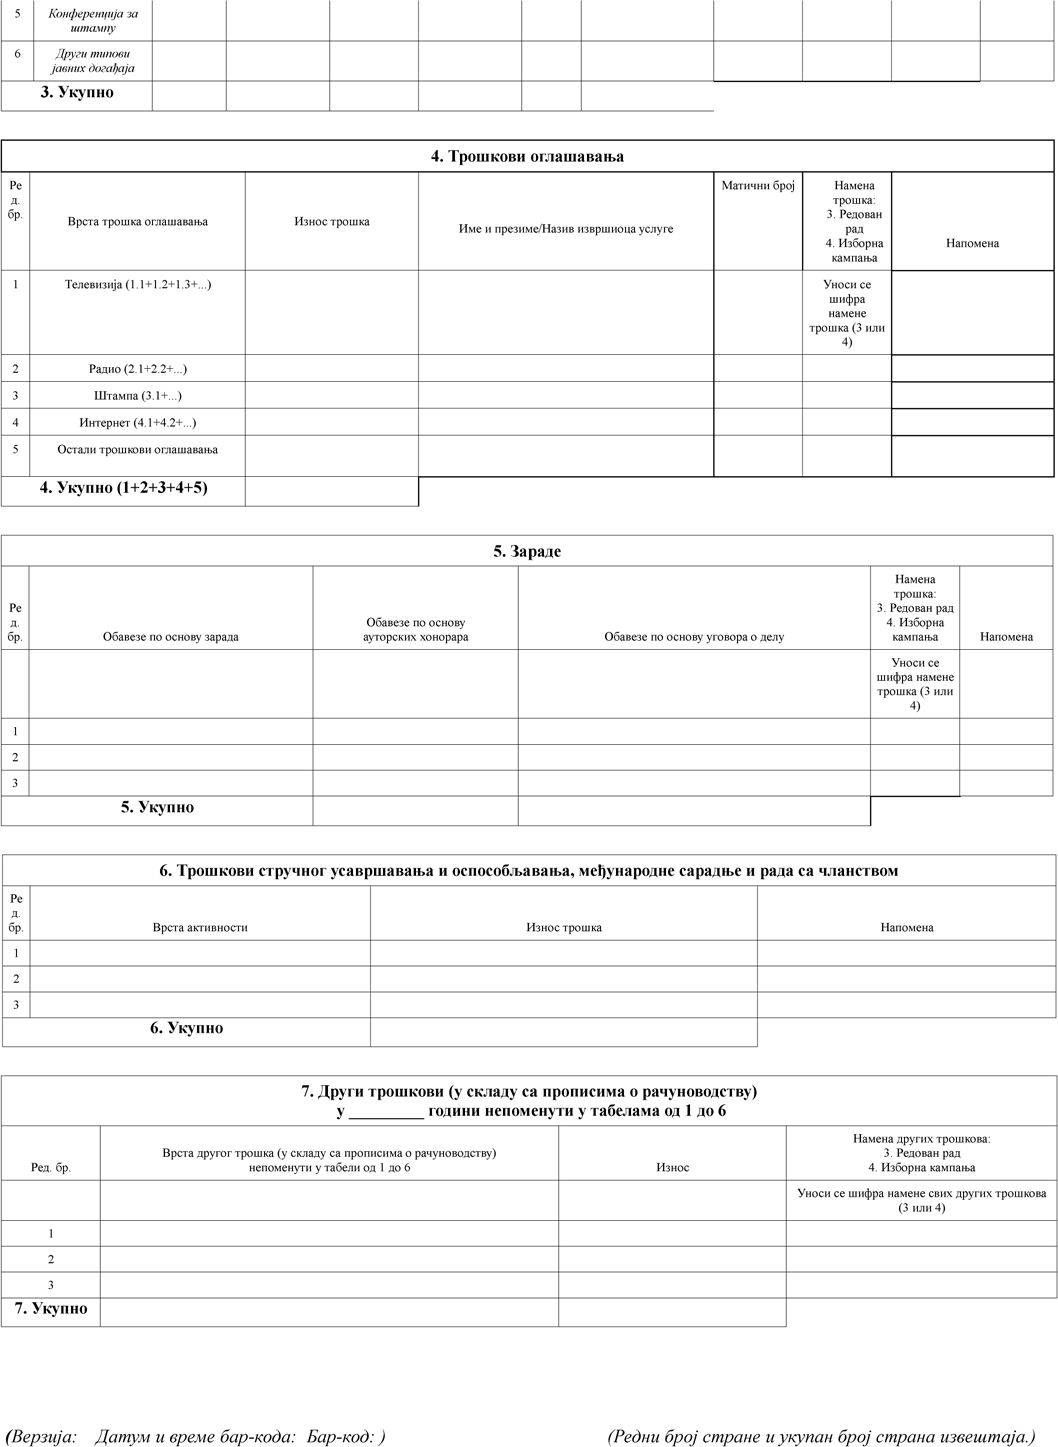 5 Конференција за
штампу
6 Други типови
јавних догађаја
3. Укупно
4. Трошкови оглашавања
Ре
д.
бр.
Врста трошка оглашавања
Износ трошка
Име и презиме/Назив извршиоца услуге
Матични број
Намена
трошка:
3. Редован
рад
4. Изборна
кампања
Напомена
1 Телевизија (1.1+1.2+1.3+...)
Уноси се
шифра
намене
трошка (3 или
4)
2 Радио (2.1+2.2+...)
3 Штампа (3.1+...)
4 Интернет (4.1+4.2+...)
5 Остали трошкови оглашавања
4. Укупно (1+2+3+4+5)
5. Зараде
Ре
д.
бр.
Обавезе по основу зарада
Обавезе по основу
ауторских хонорара
Обавезе по основу уговора о делу
Намена
трошка:
3. Редован рад
4. Изборна
кампања
Напомена
Уноси се
шифра намене
трошка (3 или
4)
1
2
3
5. Укупно
6. Трошкови стручног усавршавања и оспособљавања, међународне сарадње и рада са чланством
Ре
д.
бр.
Врста активности
Износ трошка
Напомена
1
2
3
6. Укупно
7. Други трошкови (у складу са прописима о рачуноводству)
у _________ години непоменути у табелама од 1 до 6
Ред. бр.
Врста другог трошка (у складу са прописима о рачуноводству)
непоменути у табели од 1 до 6
Износ
Намена других трошкова:
3. Редован рад
4. Изборна кампања
Уноси се шифра намене свих других трошкова
(3 или 4)
1
2
3
7. Укупно
(Верзија: Датум и време бар-кода: Бар-код: ) (Редни број стране и укупан број страна извештаја.)